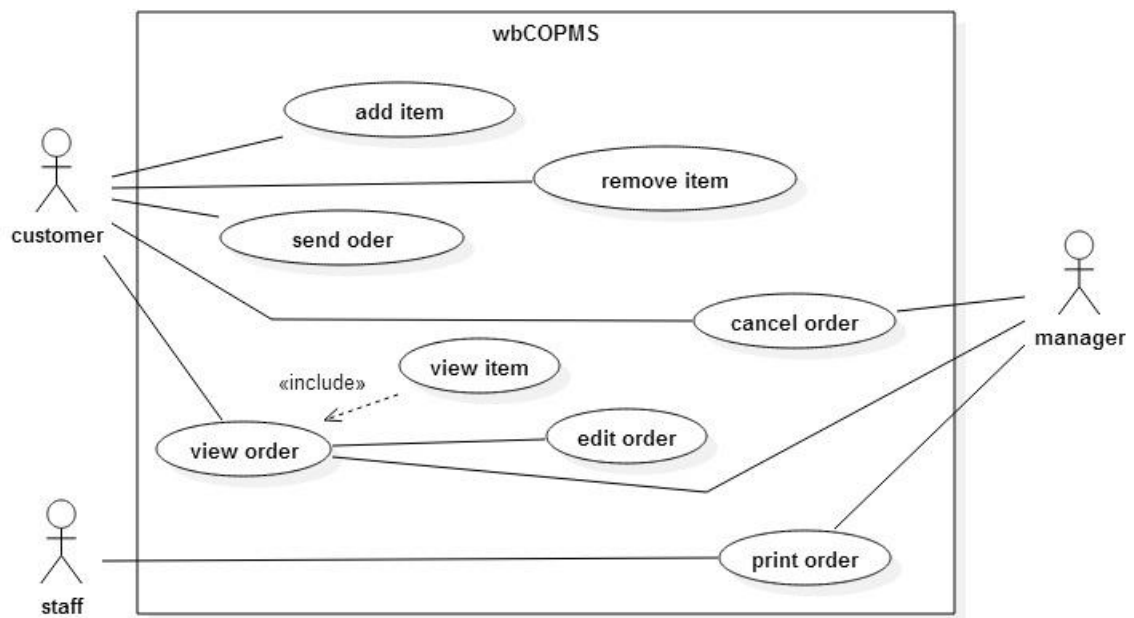 wbCOPMS
add item
remove item
customer
send oder
cancel order
manager
view item
«include»
edit order
view order
print order
staff